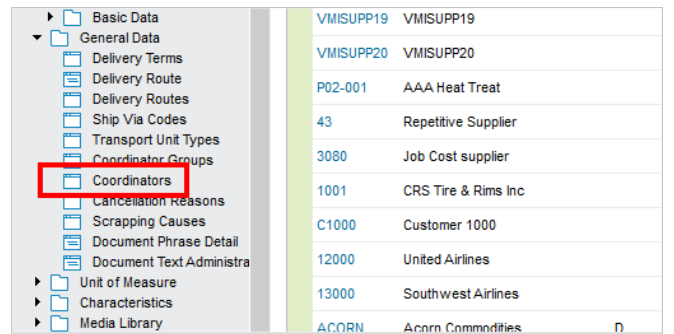 Basic Data
General Data
Delivery Terms
Delivery Route
Delivery Routes
Ship Via Codes
Transport Unit Types
Coordinator Groups
Coordinators
Cancellation Reasons
Scrapping Causes
Document Phrase Detail
Document Text Administra
Unit of Measure
Characteristics
Media Library
VMISUPP19 VMISUPP19
VMISUPP20 VMISUPP20
P02-001 AAA Heat Treat
43 Repetitive Supplier
3080 Job Cost supplier
1001 CRS Tire & Rims Inc
C1000 Customer 1000
12000 United Airlines
13000 Southwest Airlines
ACORN Acorn Commodities D